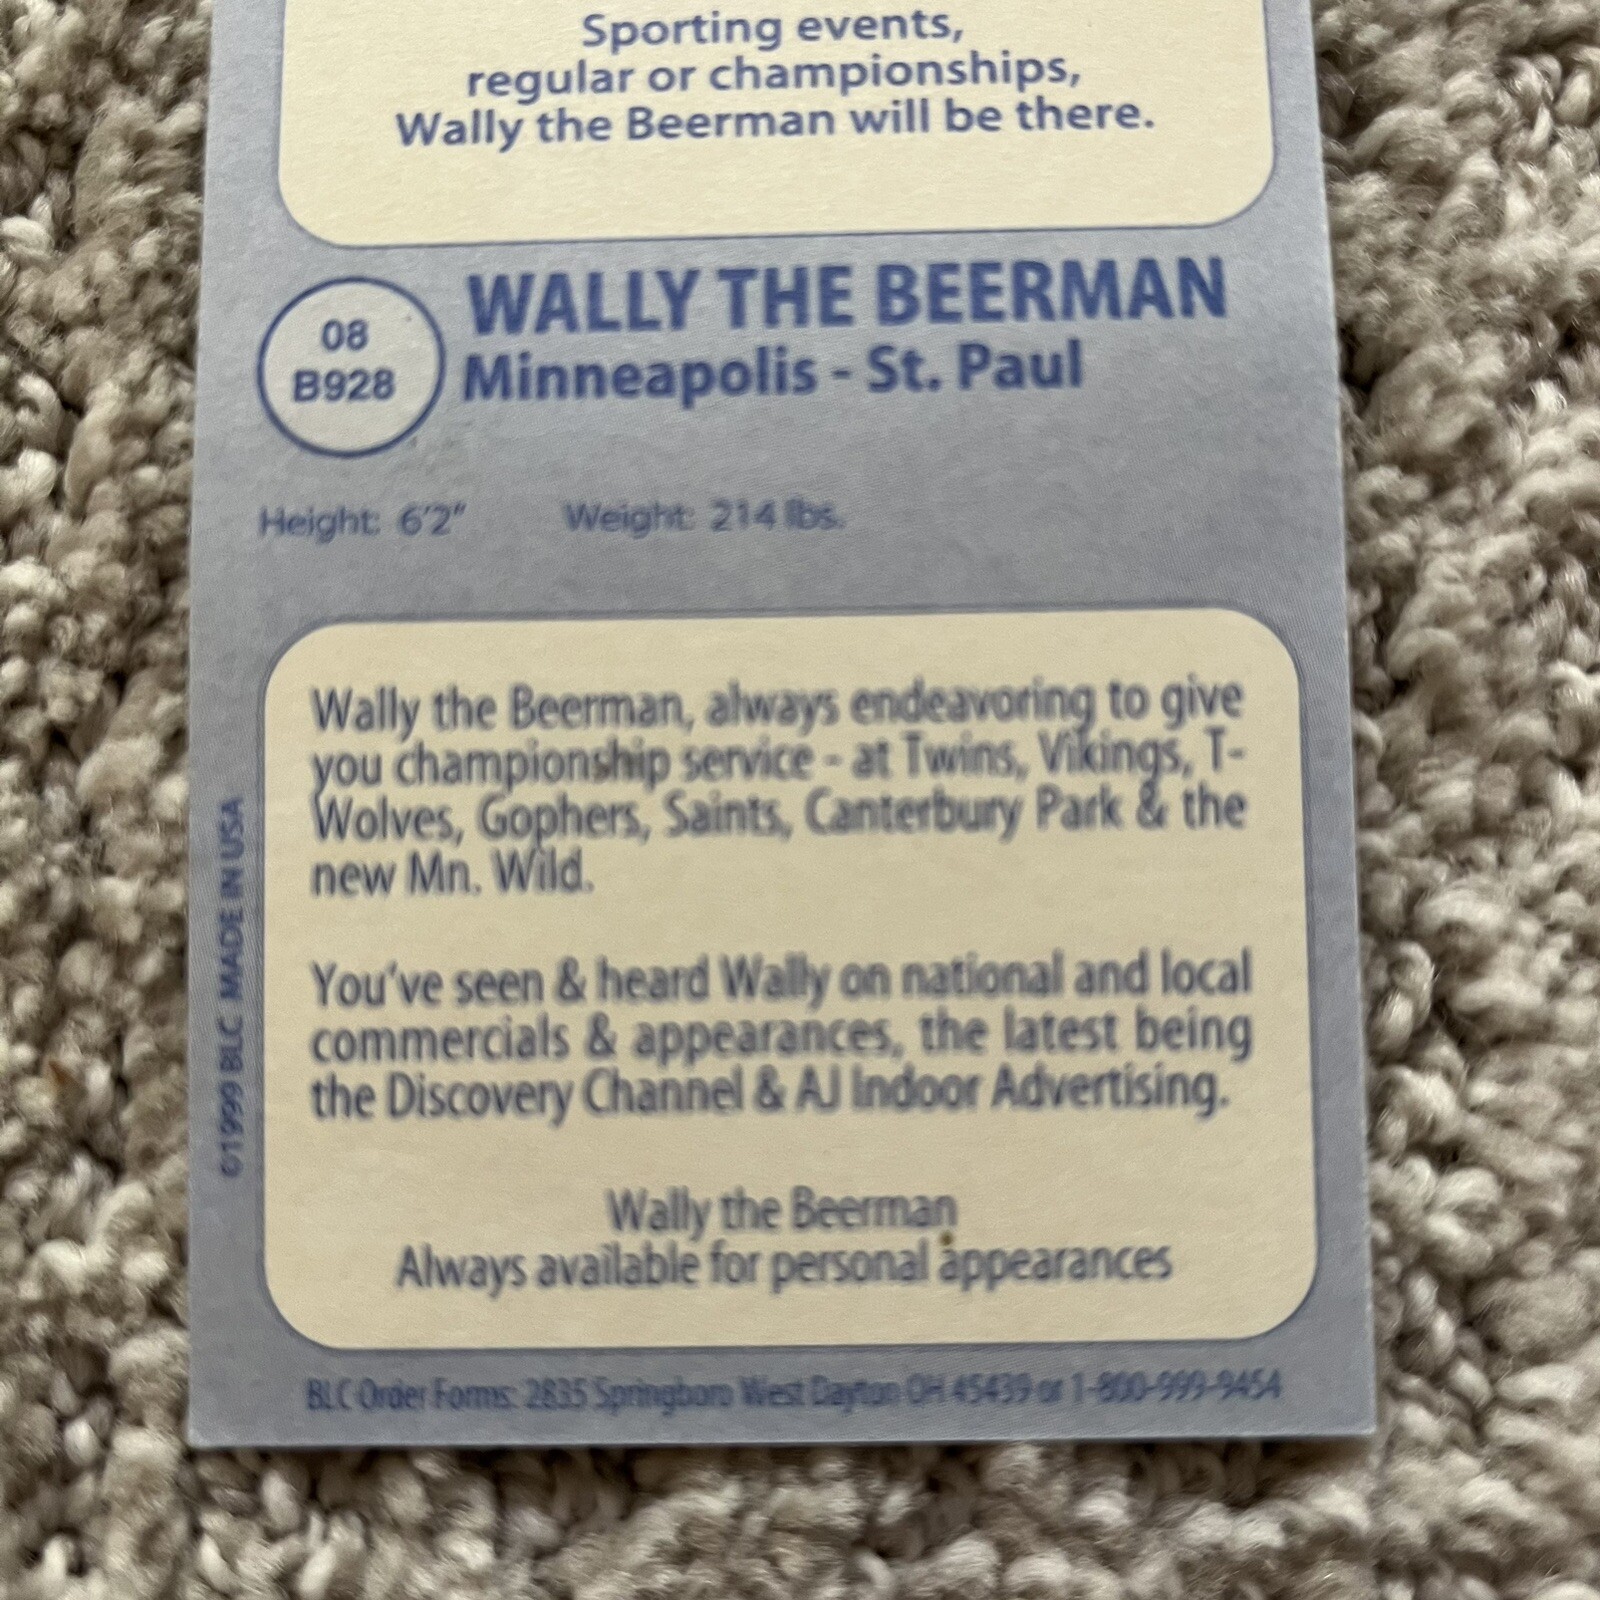 Sporting events,
regular or championships,
Wally the Beerman will be there.
08
B928
WALLY THE BEERMAN
Minneapolis - St. Paul
Height: 6'2" Weight: 214 lbs.
Wally the Beerman, always endeavoring to give
you championship service - at Twins, Vikings, T-
Wolves, Gophers, Saints, Canterbury Park & the
new Mn. Wild.
You've seen & heard Wally on national and local
commercials & appearances, the latest being
the Discovery Channel & AJ Indoor Advertising.
Wally the Beerman
Always available for personal appearances
©1999 BLC MADE IN USA
BLC Order Forms: 2835 Springboro West Dayton OH 45439 or 1-800-999-9454